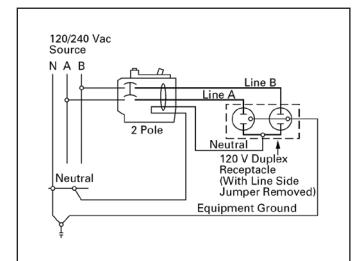 120/240 Vac
Source
N A B
Line B
Line A
2 Pole
Neutral
120 V Duplex
Receptacle
(With Line Side
Jumper Removed)
Neutral
Equipment Ground